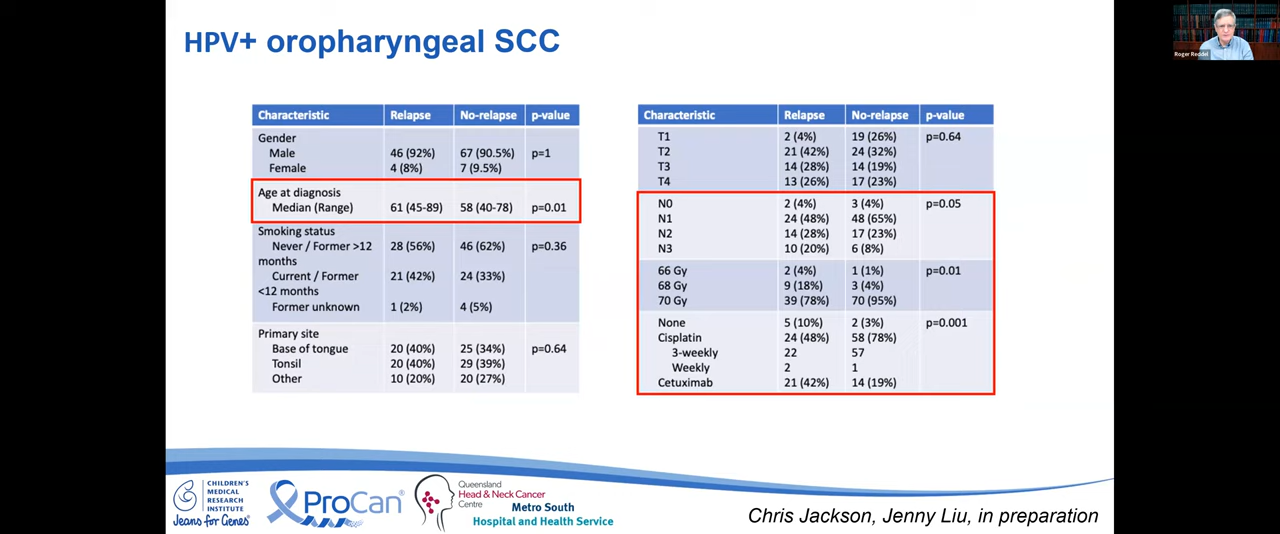 HPV+ oropharyngeal SCC
Roger Reddel
Characteristic Relapse No-relapse p-value
Gender
Male 46 (92%) 67 (90.5%) p=1
Female 4 (8%) 7 (9.5%)
Age at diagnosis
Median (Range) 61 (45-89) 58 (40-78) p=0.01
Smoking status
Never / Former >12 28 (56%) 46 (62%) p=0.36
months
Current / Former 21 (42%) 24 (33%)
<12 months
Former unknown 1 (2%) 4 (5%)
Primary site
Base of tongue 20 (40%) 25 (34%) p=0.64
Tonsil 20 (40%) 29 (39%)
Other 10 (20%) 20 (27%)
Characteristic Relapse No-relapse p-value
T1 2 (4%) 19 (26%) p=0.64
T2 21 (42%) 24 (32%)
T3 14 (28%) 14 (19%)
T4 13 (26%) 17 (23%)
N0 2 (4%) 3 (4%) p=0.05
N1 24 (48%) 48 (65%)
N2 14 (28%) 17 (23%)
N3 10 (20%) 6 (8%)
66 Gy 2 (4%) 1 (1%) p=0.01
68 Gy 9 (18%) 3 (4%)
70 Gy 39 (78%) 70 (95%)
None 5 (10%) 2 (3%) p=0.001
Cisplatin 24 (48%) 58 (78%)
3-weekly 22 57
Weekly 2 1
Cetuximab 21 (42%) 14 (19%)
CHILDREN'S
MEDICAL
RESEARCH
INSTITUTE
Jeans for Genes®
ProCan®
Queensland
Head & Neck Cancer
Centre
Metro South
Hospital and Health Service
Chris Jackson, Jenny Liu, in preparation